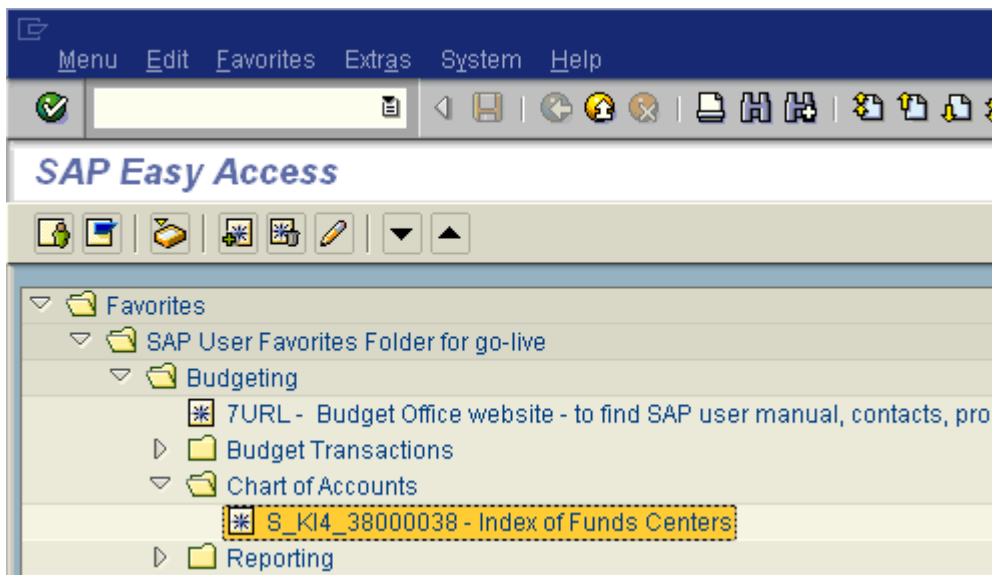 Menu Edit Favorites Extras System Help
SAP Easy Access
Favorites
SAP User Favorites Folder for go-live
Budgeting
7URL - Budget Office website - to find SAP user manual, contacts, pro
Budget Transactions
Chart of Accounts
S_KI4_38000038 - Index of Funds Centers
Reporting